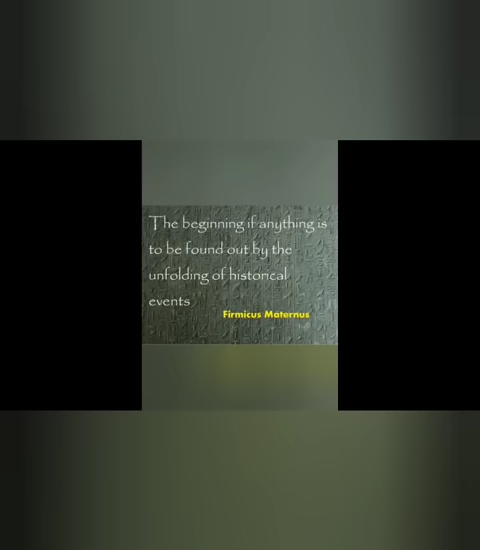 The beginning if anything is
to be found out by the
unfolding of historical
events
Firmicus Maternus